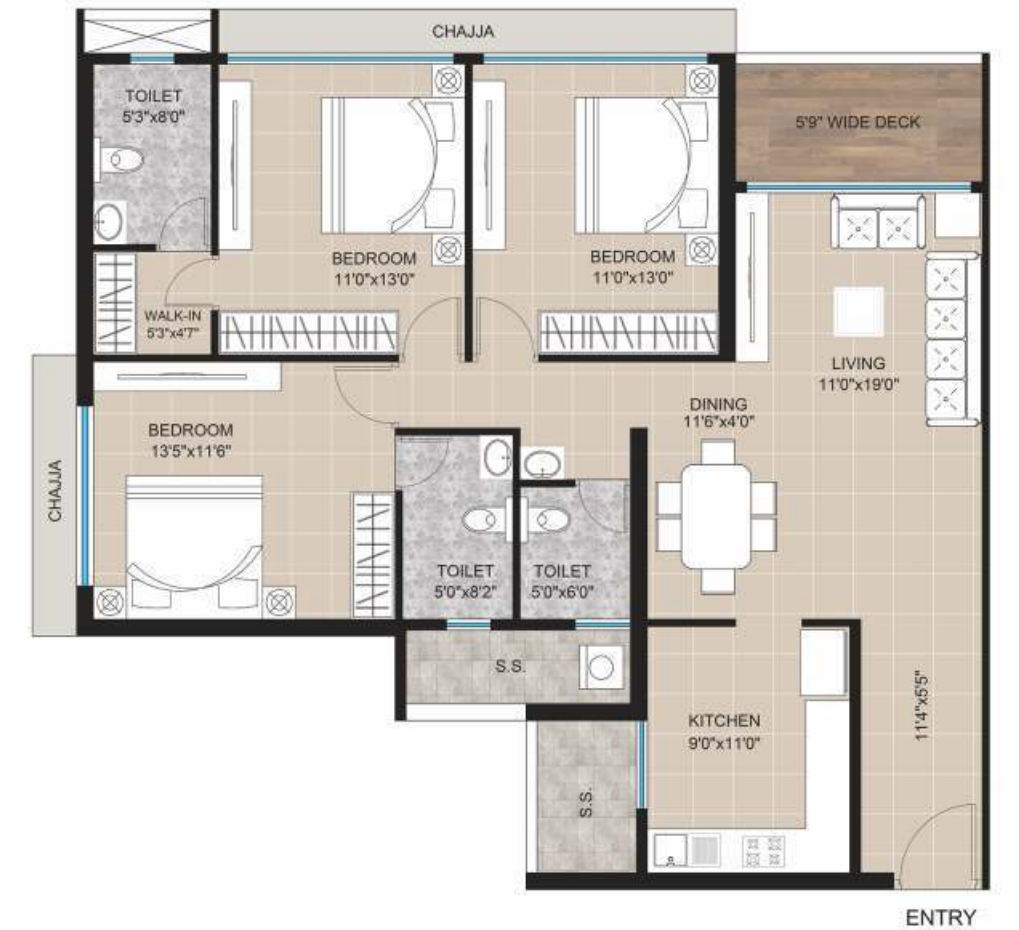 CHAJJA
TOILET
5'3"x8'0"
5'9" WIDE DECK
BEDROOM
11'0"x13'0"
BEDROOM
11'0"x13'0"
WALK-IN
5'3"x4'7"
LIVING
11'0"x19'0"
DINING
11'6"x4'0"
BEDROOM
13'5"x11'6"
CHAJJA
TOILET
5'0"x8'2"
TOILET
5'0"x6'0"
S.S.
KITCHEN
9'0"x11'0"
11'4"x5'5"
S.S.
ENTRY